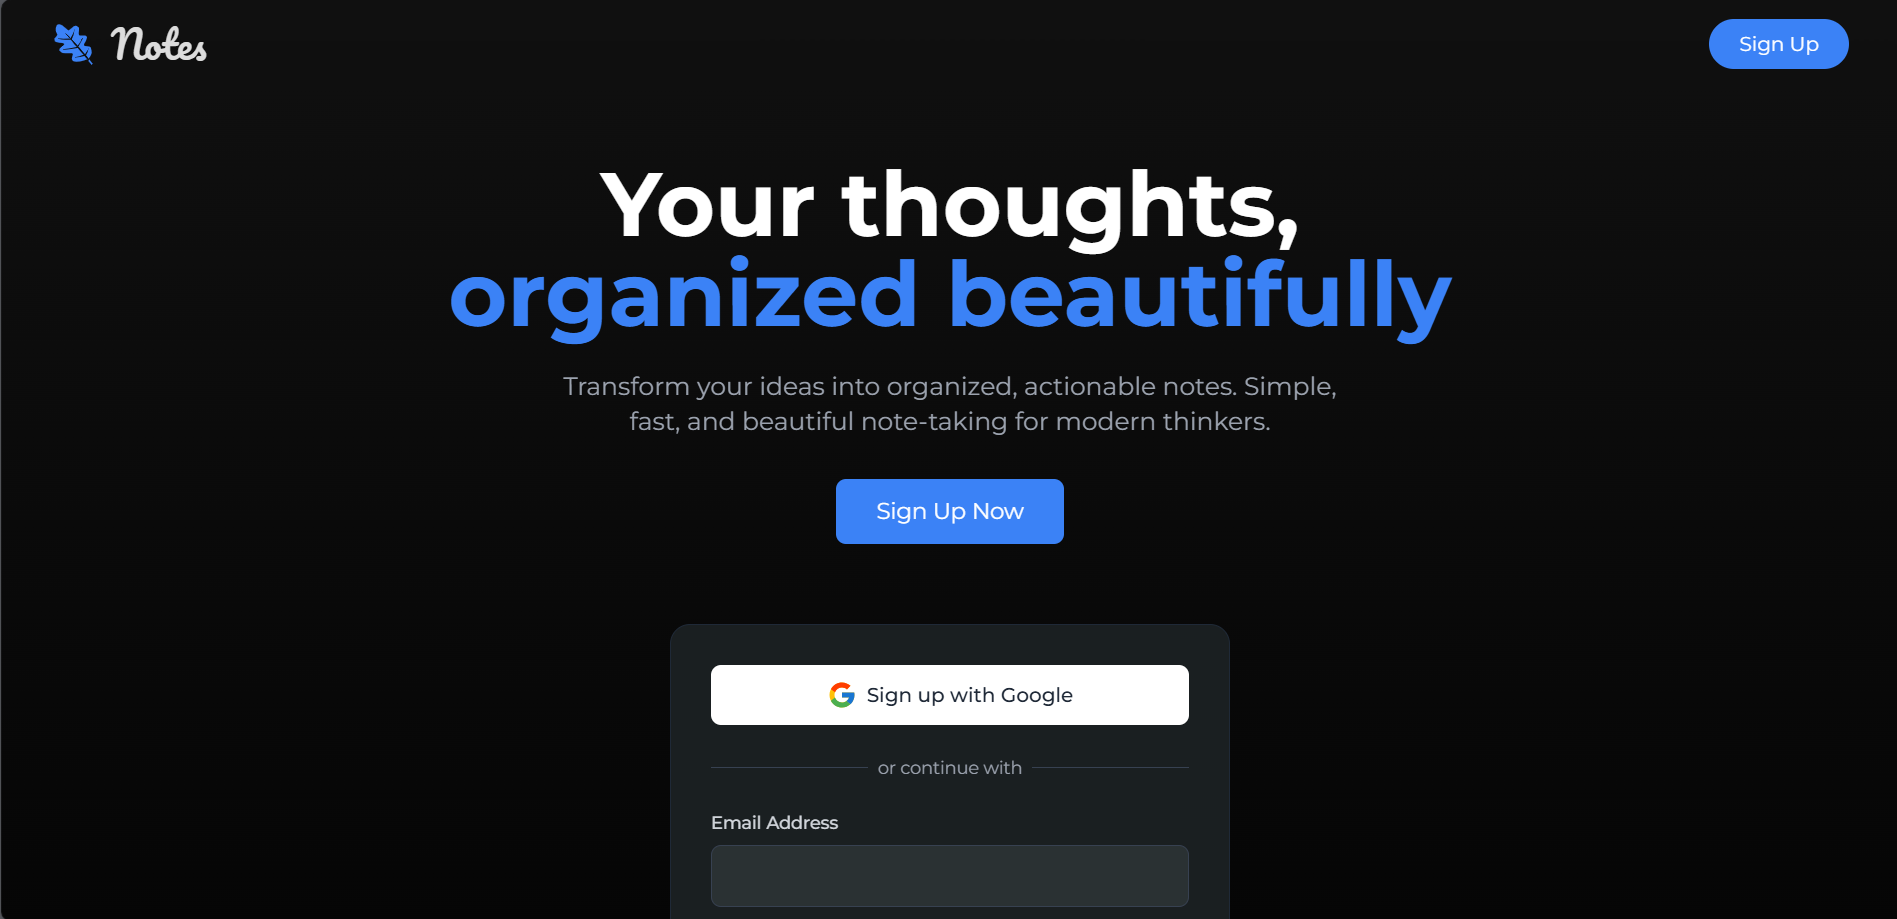 Notes
Sign Up
Your thoughts,
organized beautifully
Transform your ideas into organized, actionable notes. Simple,
fast, and beautiful note-taking for modern thinkers.
Sign Up Now
Sign up with Google
or continue with
Email Address